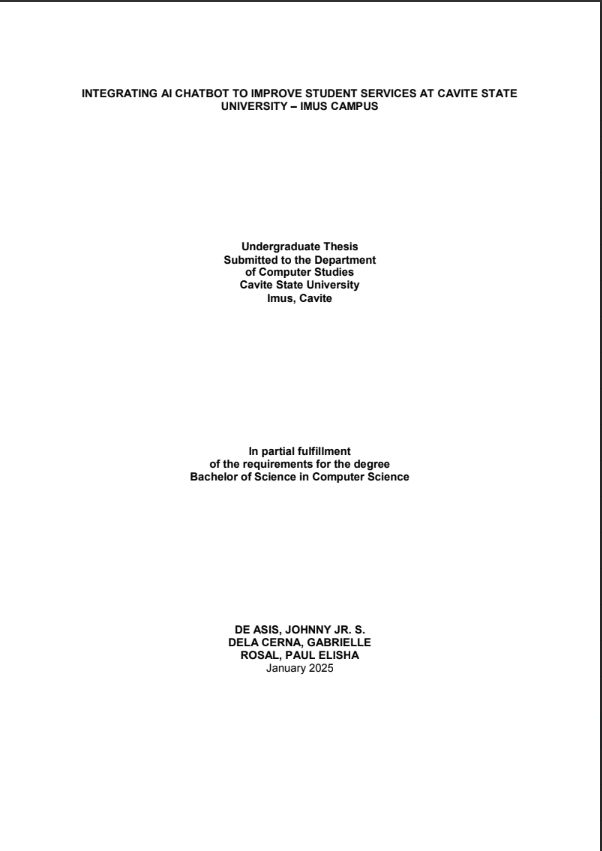 INTEGRATING AI CHATBOT TO IMPROVE STUDENT SERVICES AT CAVITE STATE
UNIVERSITY – IMUS CAMPUS
Undergraduate Thesis
Submitted to the Department
of Computer Studies
Cavite State University
Imus, Cavite
In partial fulfillment
of the requirements for the degree
Bachelor of Science in Computer Science
DE ASIS, JOHNNY JR. S.
DELA CERNA, GABRIELLE
ROSAL, PAUL ELISHA
January 2025